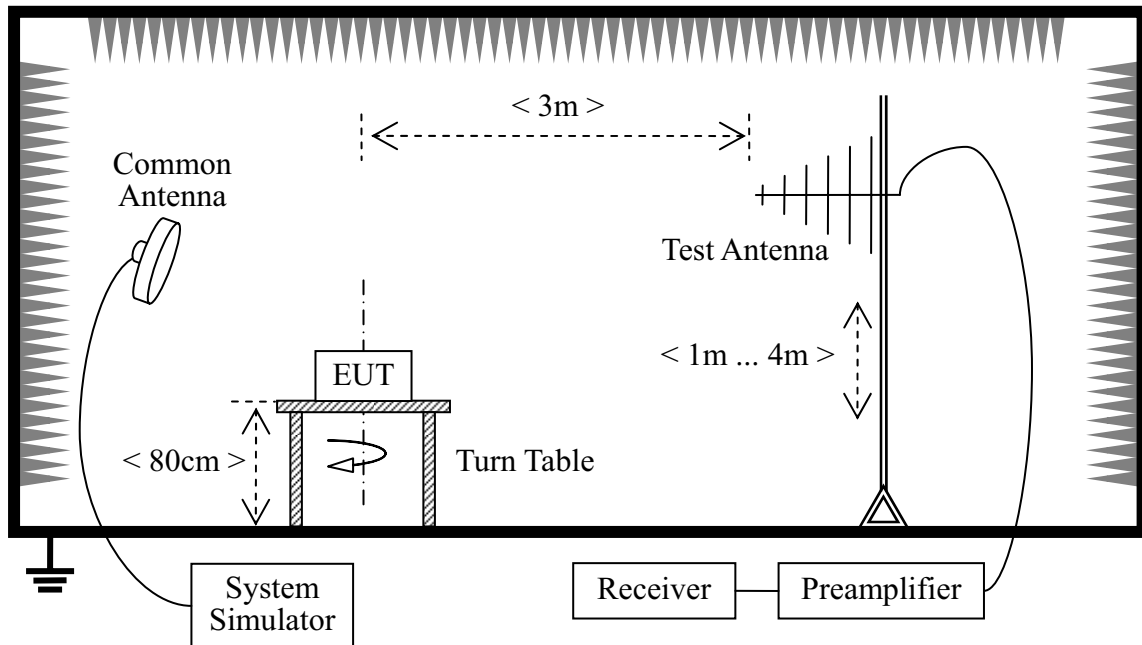 < 3m >
Common
Antenna
Test Antenna
< 1m ... 4m >
EUT
< 80cm >
Turn Table
System
Simulator
Receiver
Preamplifier